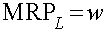 MRP_L = w